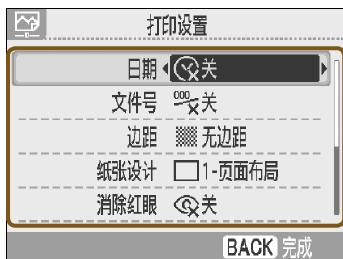 打印设置
日期 关
文件号 000 关
边距 无边距
纸张设计 1-页面布局
消除红眼 关
BACK 完成